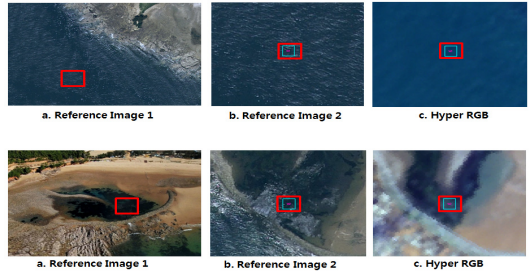 a. Reference Image 1
b. Reference Image 2
c. Hyper RGB
a. Reference Image 1
b. Reference Image 2
c. Hyper RGB